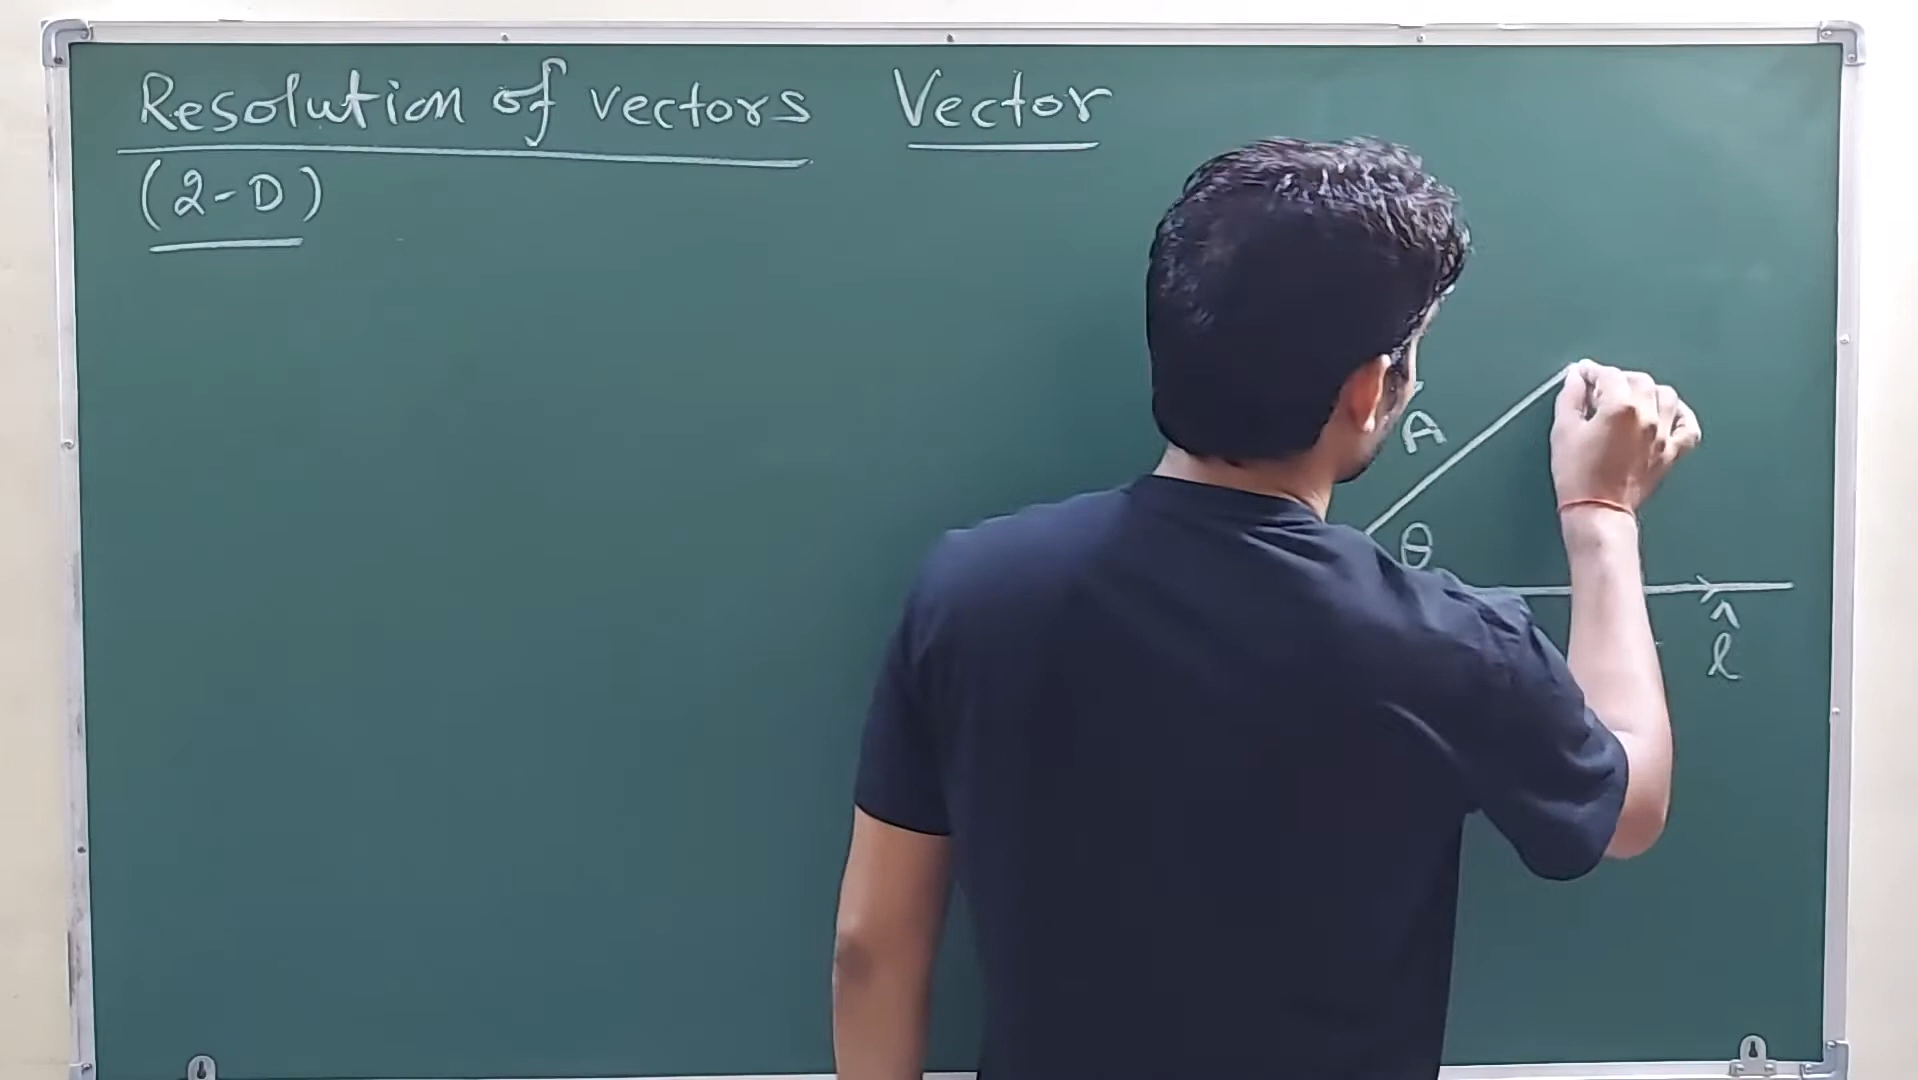 Resolution of vectors Vector
(2-D)
A
θ
l̂